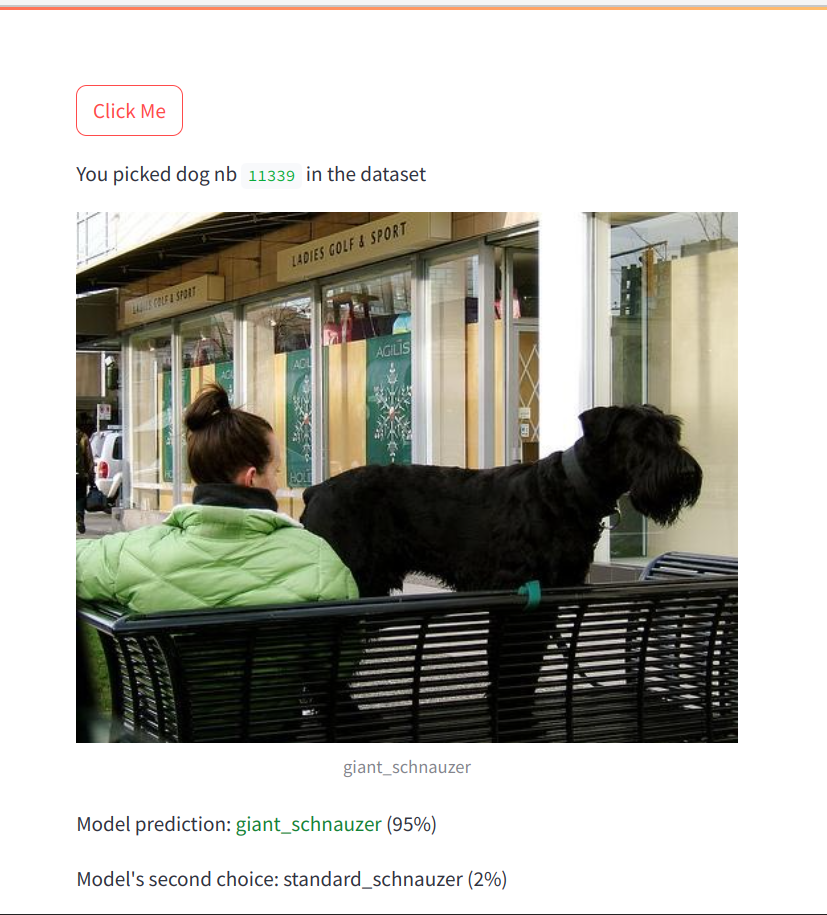 Click Me
You picked dog nb 11339 in the dataset
LADIES GOLF & SPORT
LADIES GOLF & SPORT
AGILIS
giant_schnauzer
Model prediction: giant_schnauzer (95%)
Model's second choice: standard_schnauzer (2%)